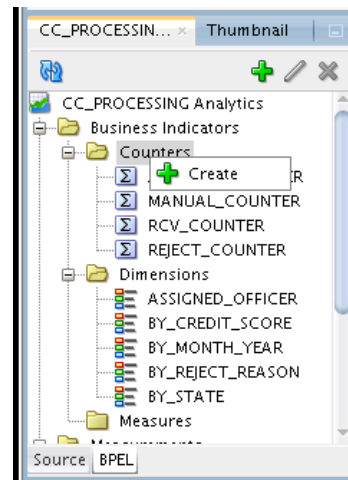 CC_PROCESSIN... × Thumbnail
CC_PROCESSING Analytics
Business Indicators
Counters
Create
MANUAL_COUNTER
RCV_COUNTER
REJECT_COUNTER
Dimensions
ASSIGNED_OFFICER
BY_CREDIT_SCORE
BY_MONTH_YEAR
BY_REJECT_REASON
BY_STATE
Measures
Source BPEL